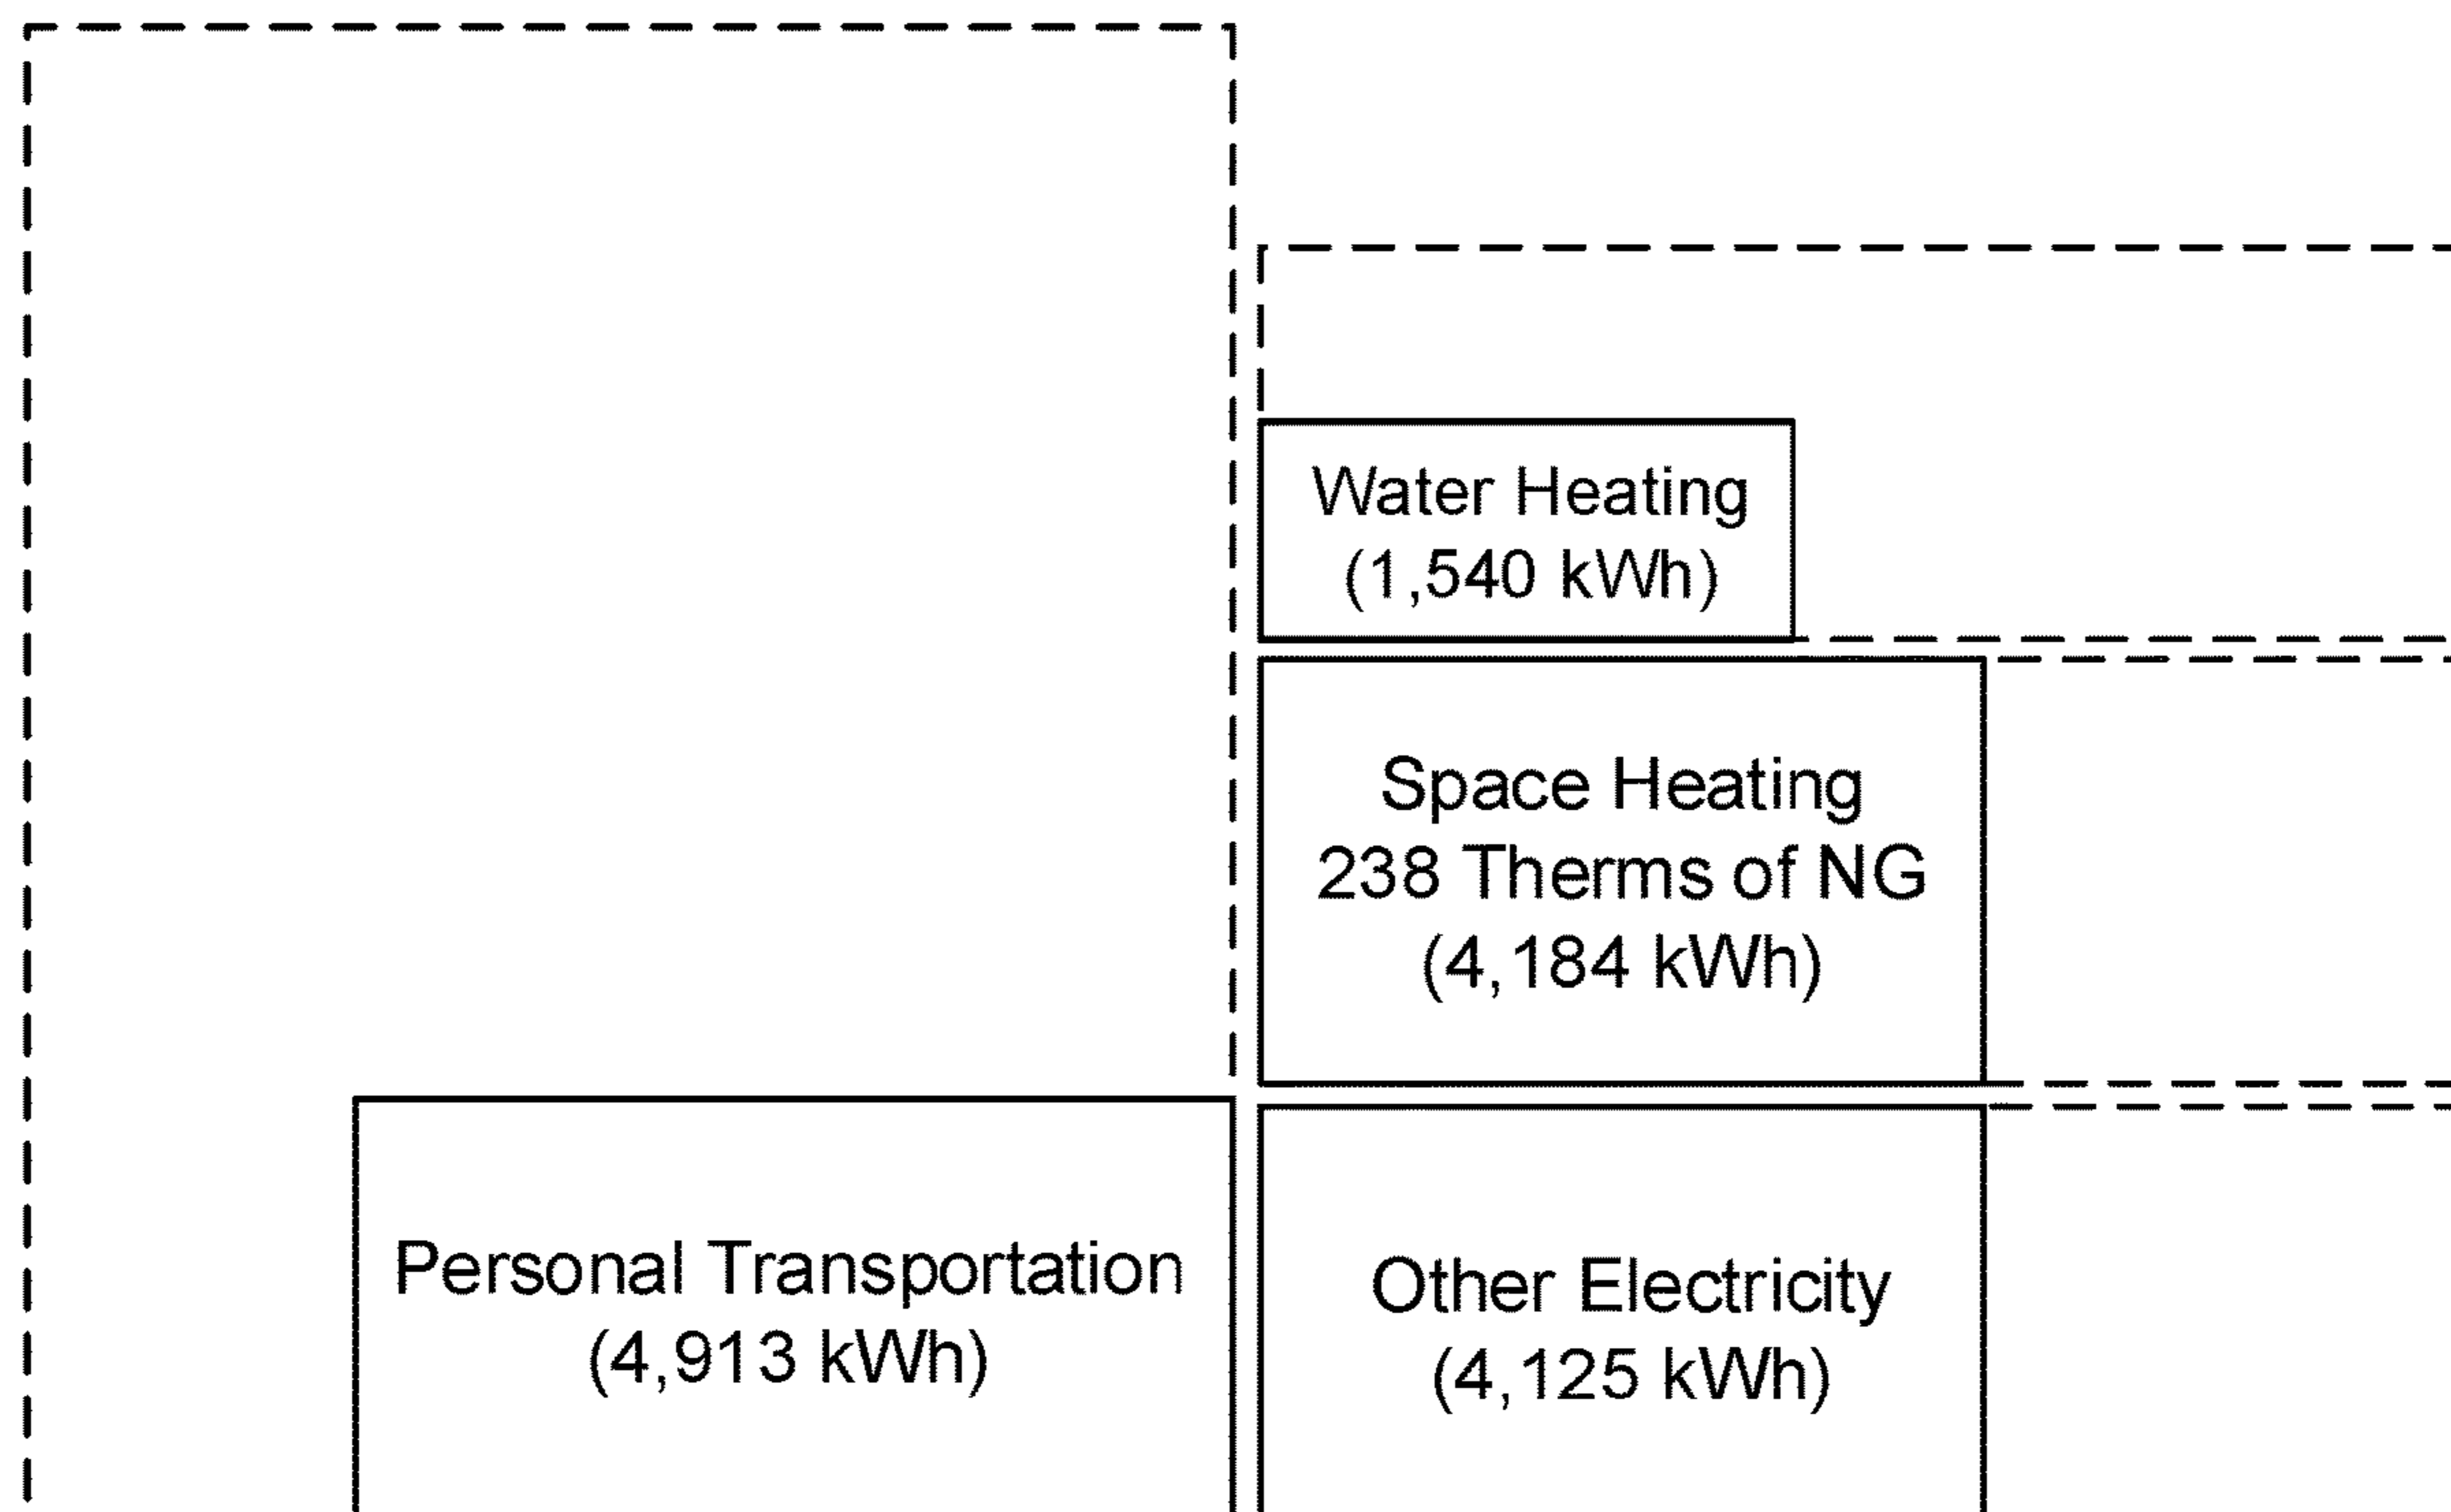 Water Heating
(1,540 kWh)
Space Heating
238 Therms of NG
(4,184 kWh)
Personal Transportation
(4,913 kWh)
Other Electricity
(4,125 kWh)